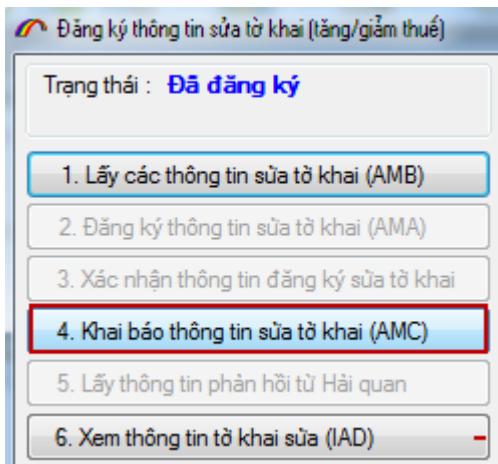 Đăng ký thông tin sửa tờ khai (tăng/giảm thuế)
Trạng thái : Đã đăng ký
1. Lấy các thông tin sửa tờ khai (AMB)
2. Đăng ký thông tin sửa tờ khai (AMA)
3. Xác nhận thông tin đăng ký sửa tờ khai
4. Khai báo thông tin sửa tờ khai (AMC)
5. Lấy thông tin phản hồi từ Hải quan
6. Xem thông tin tờ khai sửa (IAD)